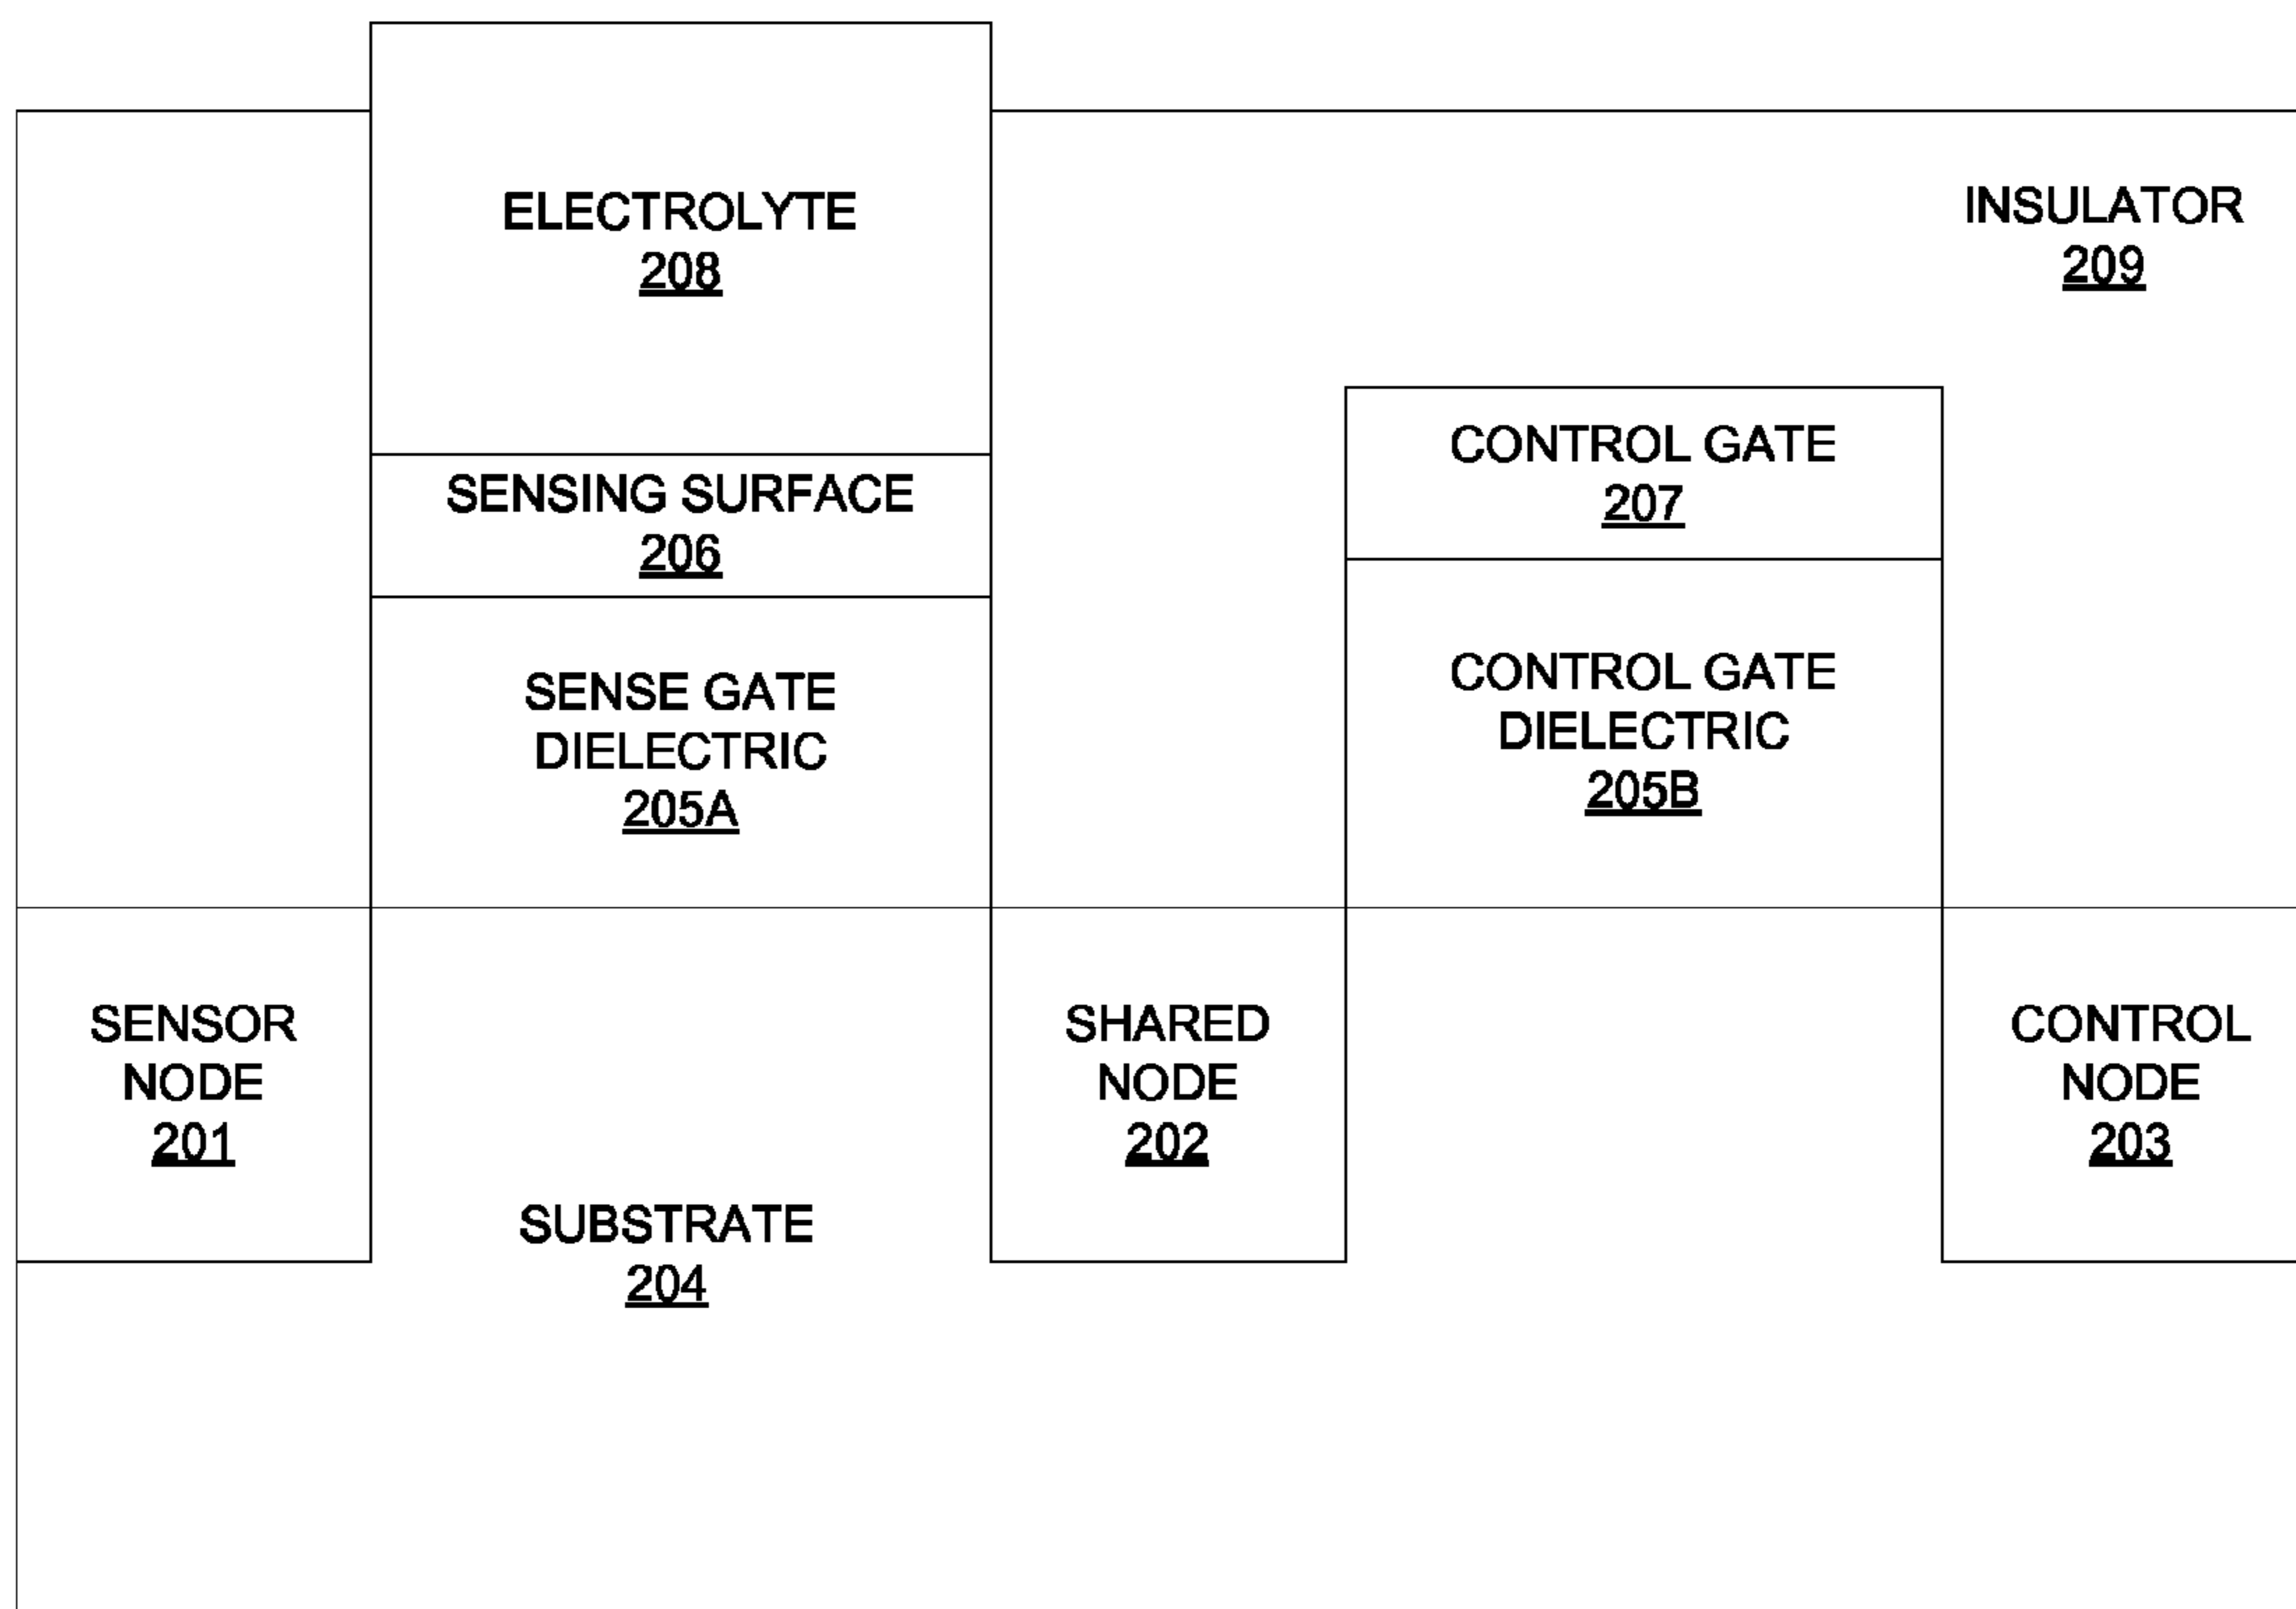 ELECTROLYTE
208
INSULATOR
209
SENSING SURFACE
206
CONTROL GATE
207
SENSE GATE
DIELECTRIC
205A
CONTROL GATE
DIELECTRIC
205B
SENSOR
NODE
201
SHARED
NODE
202
CONTROL
NODE
203
SUBSTRATE
204